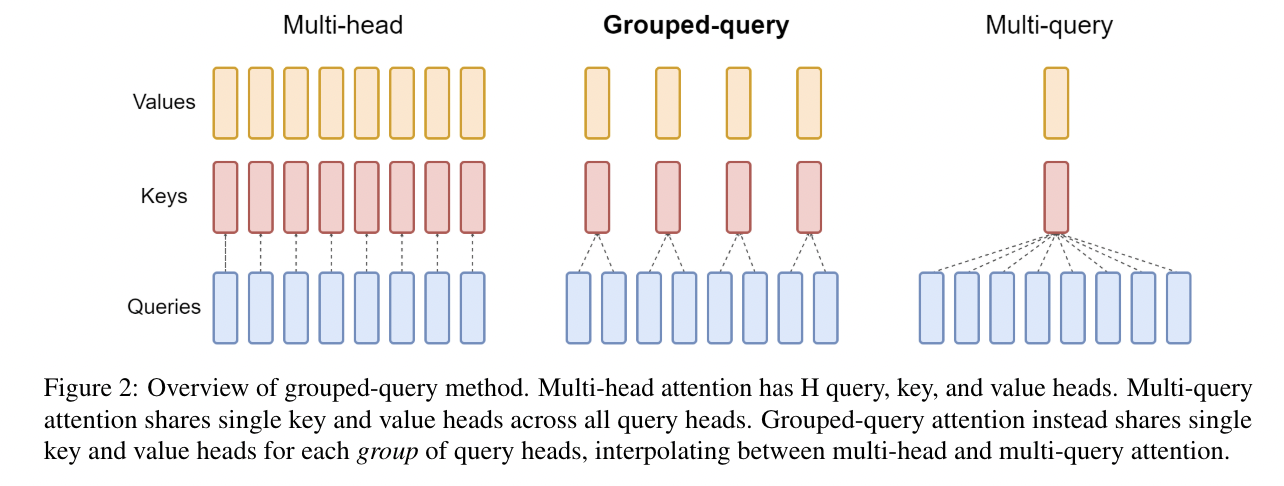 Multi-head Grouped-query Multi-query
Values
Keys
Queries
Figure 2: Overview of grouped-query method. Multi-head attention has H query, key, and value heads. Multi-query
attention shares single key and value heads across all query heads. Grouped-query attention instead shares single
key and value heads for each group of query heads, interpolating between multi-head and multi-query attention.